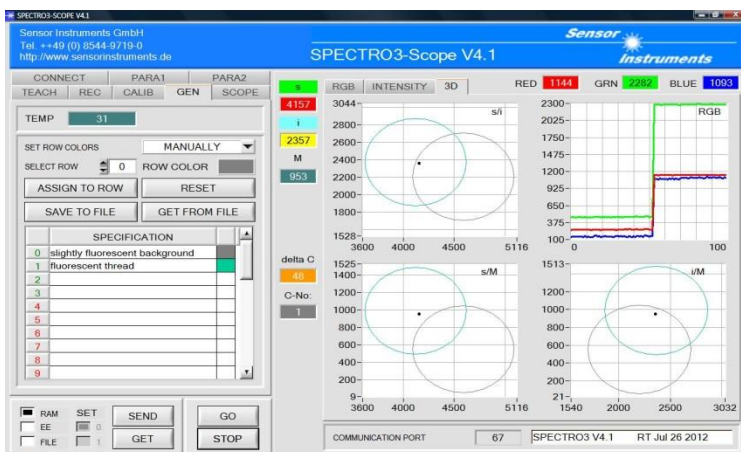 SPECTRO3-SCOPE V4.1
Sensor Instruments GmbH
Tel. ++49 (0) 8544-9719-0
http://www.sensorinstruments.de
SPECTRO3-Scope V4.1
Sensor
Instruments
CONNECT PARA1 PARA2
TEACH REC CALIB GEN SCOPE
TEMP 31
SET ROW COLORS MANUALLY
SELECT ROW 0 ROW COLOR
ASSIGN TO ROW RESET
SAVE TO FILE GET FROM FILE
SPECIFICATION
0 slightly fluorescent background
1 fluorescent thread
2
3
4
5
6
7
8
9
RAM SET SEND GO
EE 0
FILE 1 GET STOP
s
4157
i
2357
M
953
delta C
48
C-No:
1
RGB INTENSITY 3D RED 1144 GRN 2282 BLUE 1093
s/i
3044
2800
2600
2400
2200
2000
1800
1528
3600 4000 4500 5116
RGB
2300
2025
1750
1475
1200
925
650
375
100
0 100
s/M
1525
1400
1200
1000
800
600
400
200
9
3600 4000 4500 5116
i/M
1513
1200
1000
800
600
400
200
21
1540 2000 2500 3032
COMMUNICATION PORT 67 SPECTRO3 V4.1 RT Jul 26 2012